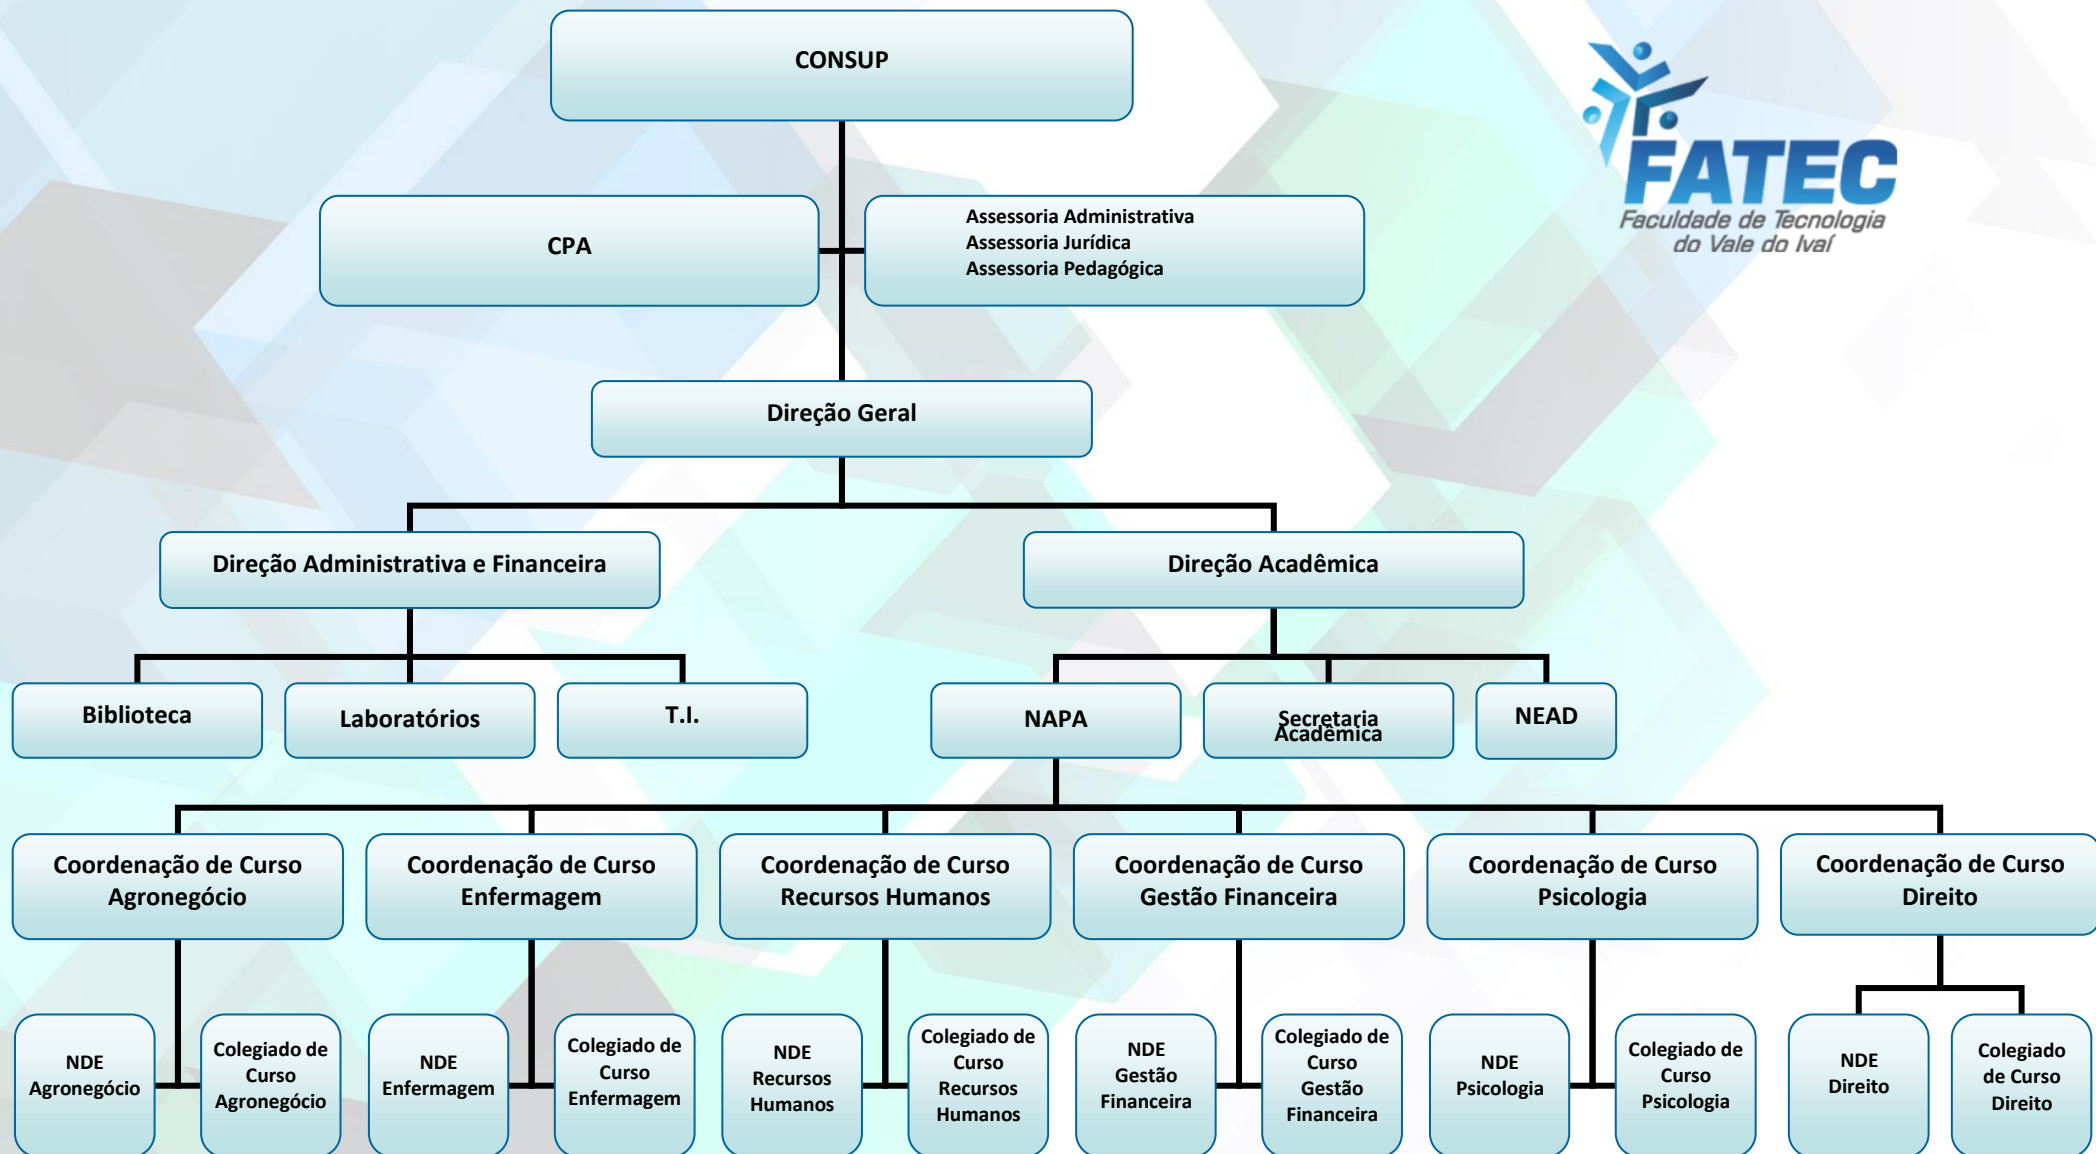 CONSUP
FATEC
Faculdade de Tecnologia
do Vale do Ivaí
CPA
Assessoria Administrativa
Assessoria Jurídica
Assessoria Pedagógica
Direção Geral
Direção Administrativa e Financeira
Direção Acadêmica
Biblioteca
Laboratórios
T.I.
NAPA
Secretaria
Acadêmica
NEAD
Coordenação de Curso
Agronegócio
Coordenação de Curso
Enfermagem
Coordenação de Curso
Recursos Humanos
Coordenação de Curso
Gestão Financeira
Coordenação de Curso
Psicologia
Coordenação de Curso
Direito
NDE
Agronegócio
Colegiado de
Curso
Agronegócio
NDE
Enfermagem
Colegiado de
Curso
Enfermagem
NDE
Recursos
Humanos
Colegiado de
Curso
Recursos
Humanos
NDE
Gestão
Financeira
Colegiado de
Curso
Gestão
Financeira
NDE
Psicologia
Colegiado de
Curso
Psicologia
NDE
Direito
Colegiado
de Curso
Direito